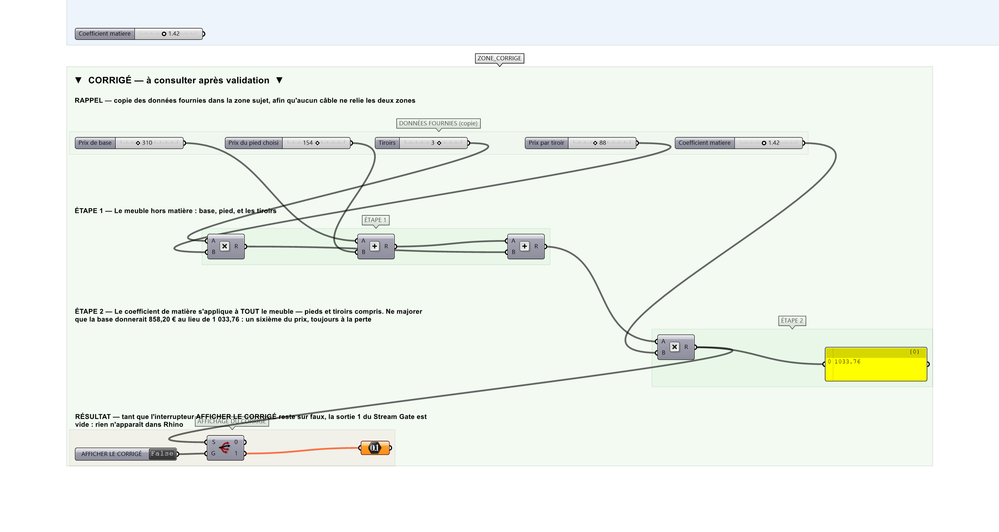 Coefficient matiere 1.42
ZONE_CORRIGE
▼ CORRIGÉ — à consulter après validation ▼
RAPPEL — copie des données fournies dans la zone sujet, afin qu'aucun câble ne relie les deux zones
DONNÉES FOURNIES (copie)
Prix de base 310 Prix du pied choisi 154 Tiroirs 3 Prix par tiroir 88 Coefficient matiere 1.42
ÉTAPE 1 — Le meuble hors matière : base, pied, et les tiroirs
ÉTAPE 1
A A A
R R R
B B B
ÉTAPE 2 — Le coefficient de matière s'applique à TOUT le meuble — pieds et tiroirs compris. Ne majorer
que la base donnerait 858,20 € au lieu de 1 033,76 : un sixième du prix, toujours à la perte
ÉTAPE 2
A
R
B
{0}
0 1033.76
RÉSULTAT — tant que l'interrupteur AFFICHER LE CORRIGÉ reste sur faux, la sortie 1 du Stream Gate est
vide : rien n'apparaît dans Rhino
AFFICHAGE DU CORRIGÉ
S 0
0.1
AFFICHER LE CORRIGÉ False G 1